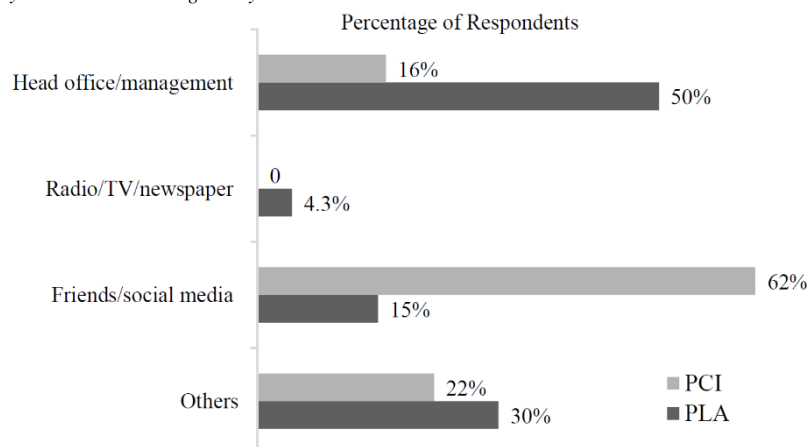 Percentage of Respondents
Head office/management
16%
50%
Radio/TV/newspaper
0
4.3%
Friends/social media
62%
15%
Others
22%
30%
PCI
PLA